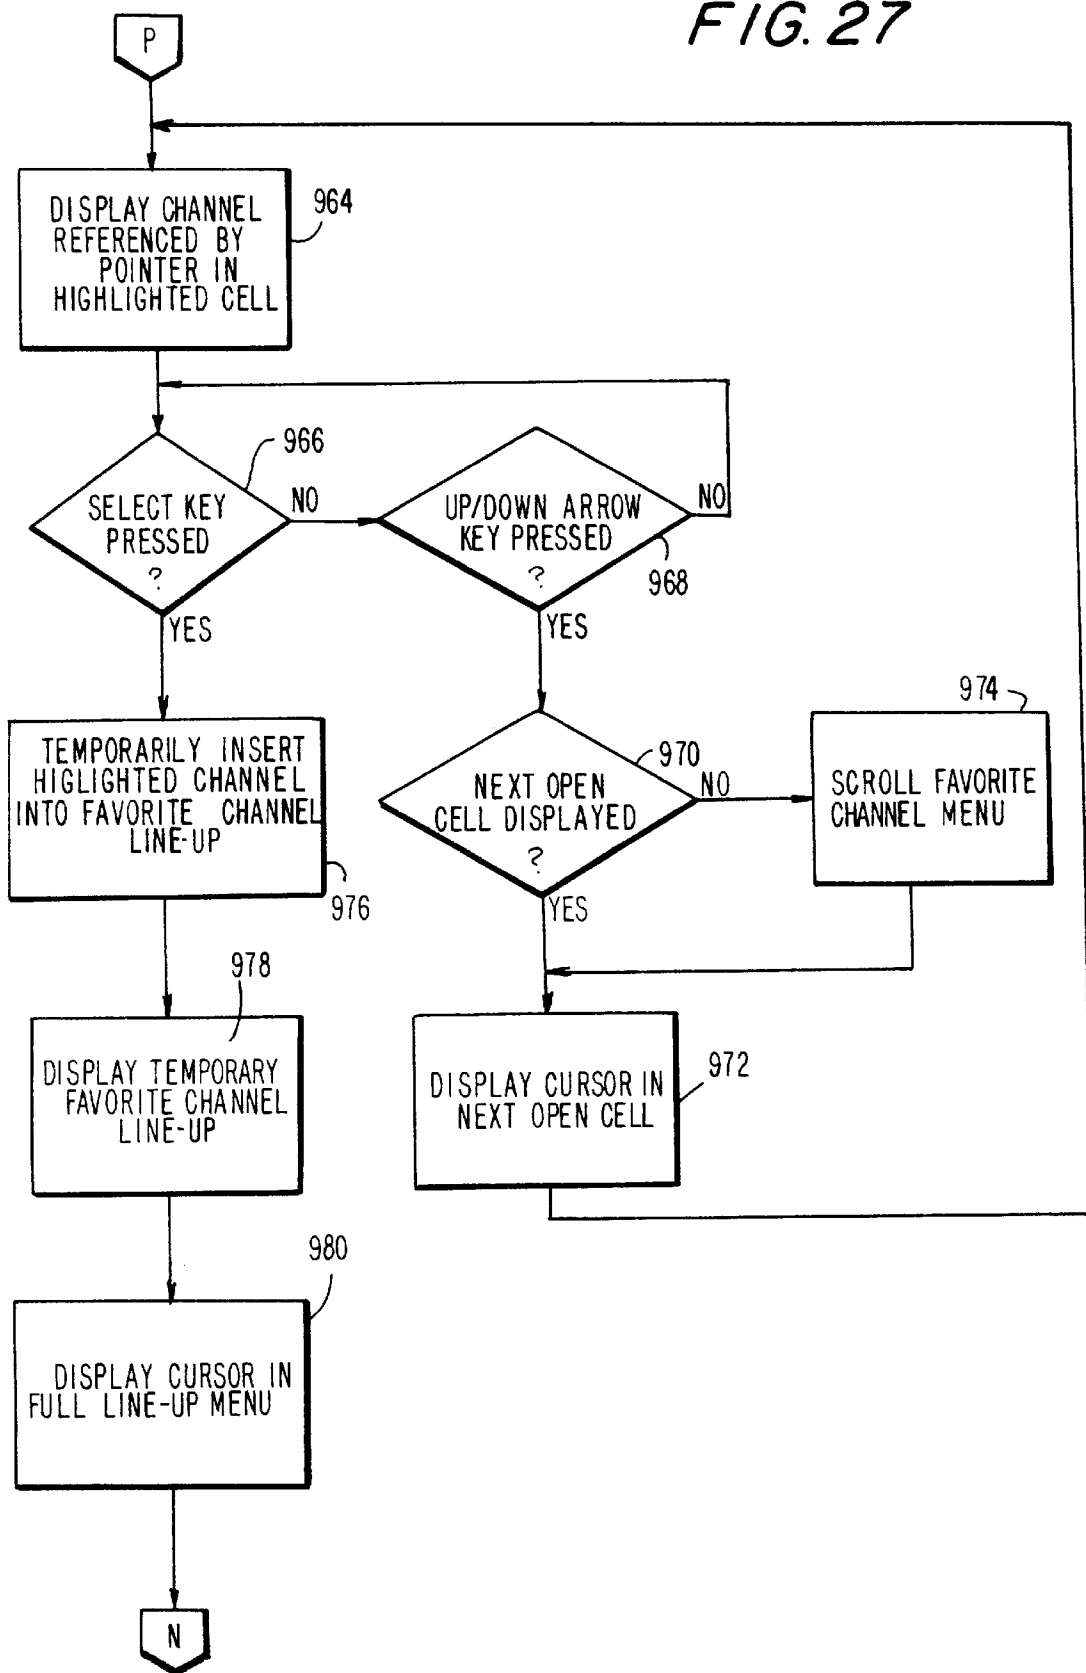 FIG. 27
P
DISPLAY CHANNEL
REFERENCED BY
POINTER IN
HIGHLIGHTED CELL
964
SELECT KEY
PRESSED
?
966
NO
YES
UP/DOWN ARROW
KEY PRESSED
?
968
NO
YES
NEXT OPEN
CELL DISPLAYED
?
970
NO
YES
974
SCROLL FAVORITE
CHANNEL MENU
TEMPORARILY INSERT
HIGLIGHTED CHANNEL
INTO FAVORITE CHANNEL
LINE-UP
976
978
DISPLAY TEMPORARY
FAVORITE CHANNEL
LINE-UP
DISPLAY CURSOR IN
NEXT OPEN CELL
972
980
DISPLAY CURSOR IN
FULL LINE-UP MENU
N